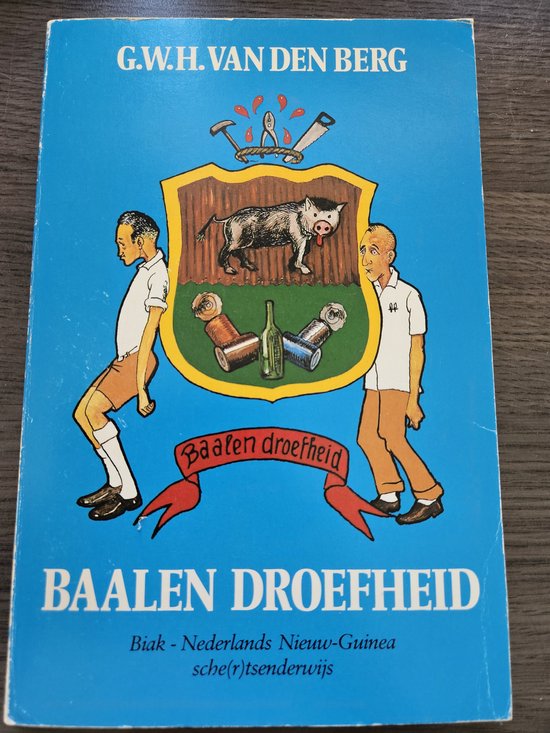 G.W.H. VAN DEN BERG
Baalen droefheid
BAALEN DROEFHEID
Biak - Nederlands Nieuw-Guinea
sche(r)tsenderwijs